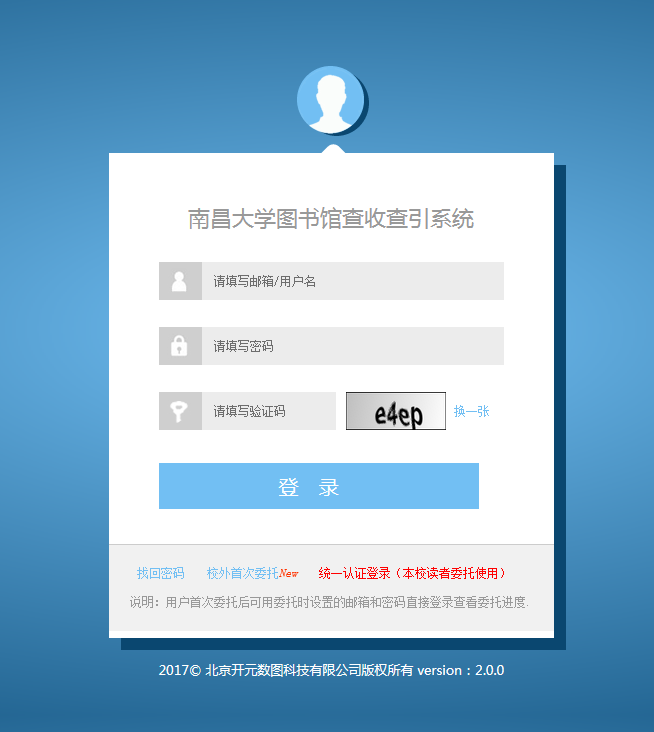 南昌大学图书馆查收查引系统
请填写邮箱/用户名
请填写密码
请填写验证码 e4ep 换一张
登 录
找回密码 校外首次委托New 统一认证登录（本校读者委托使用）
说明：用户首次委托后可用委托时设置的邮箱和密码直接登录查看委托进度.
2017© 北京开元数图科技有限公司版权所有 version：2.0.0